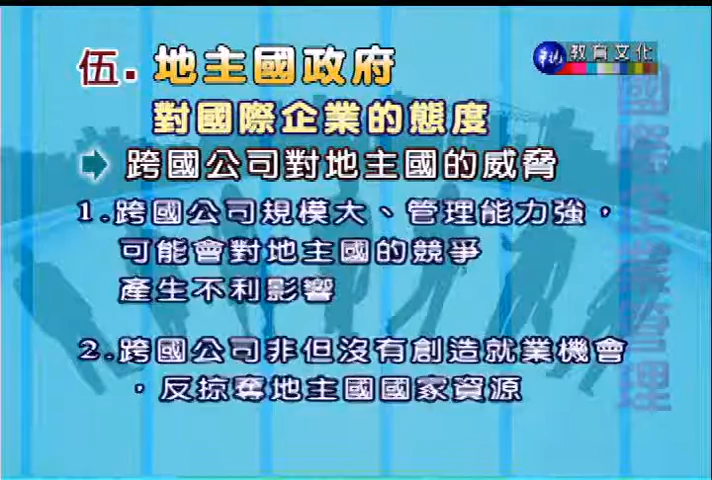 伍.地主國政府
教育文化
對國際企業的態度
跨國公司對地主國的威脅
1.跨國公司規模大、管理能力強，
可能會對地主國的競爭
產生不利影響
2.跨國公司非但沒有創造就業機會
，反掠奪地主國國家資源
國際企業管理